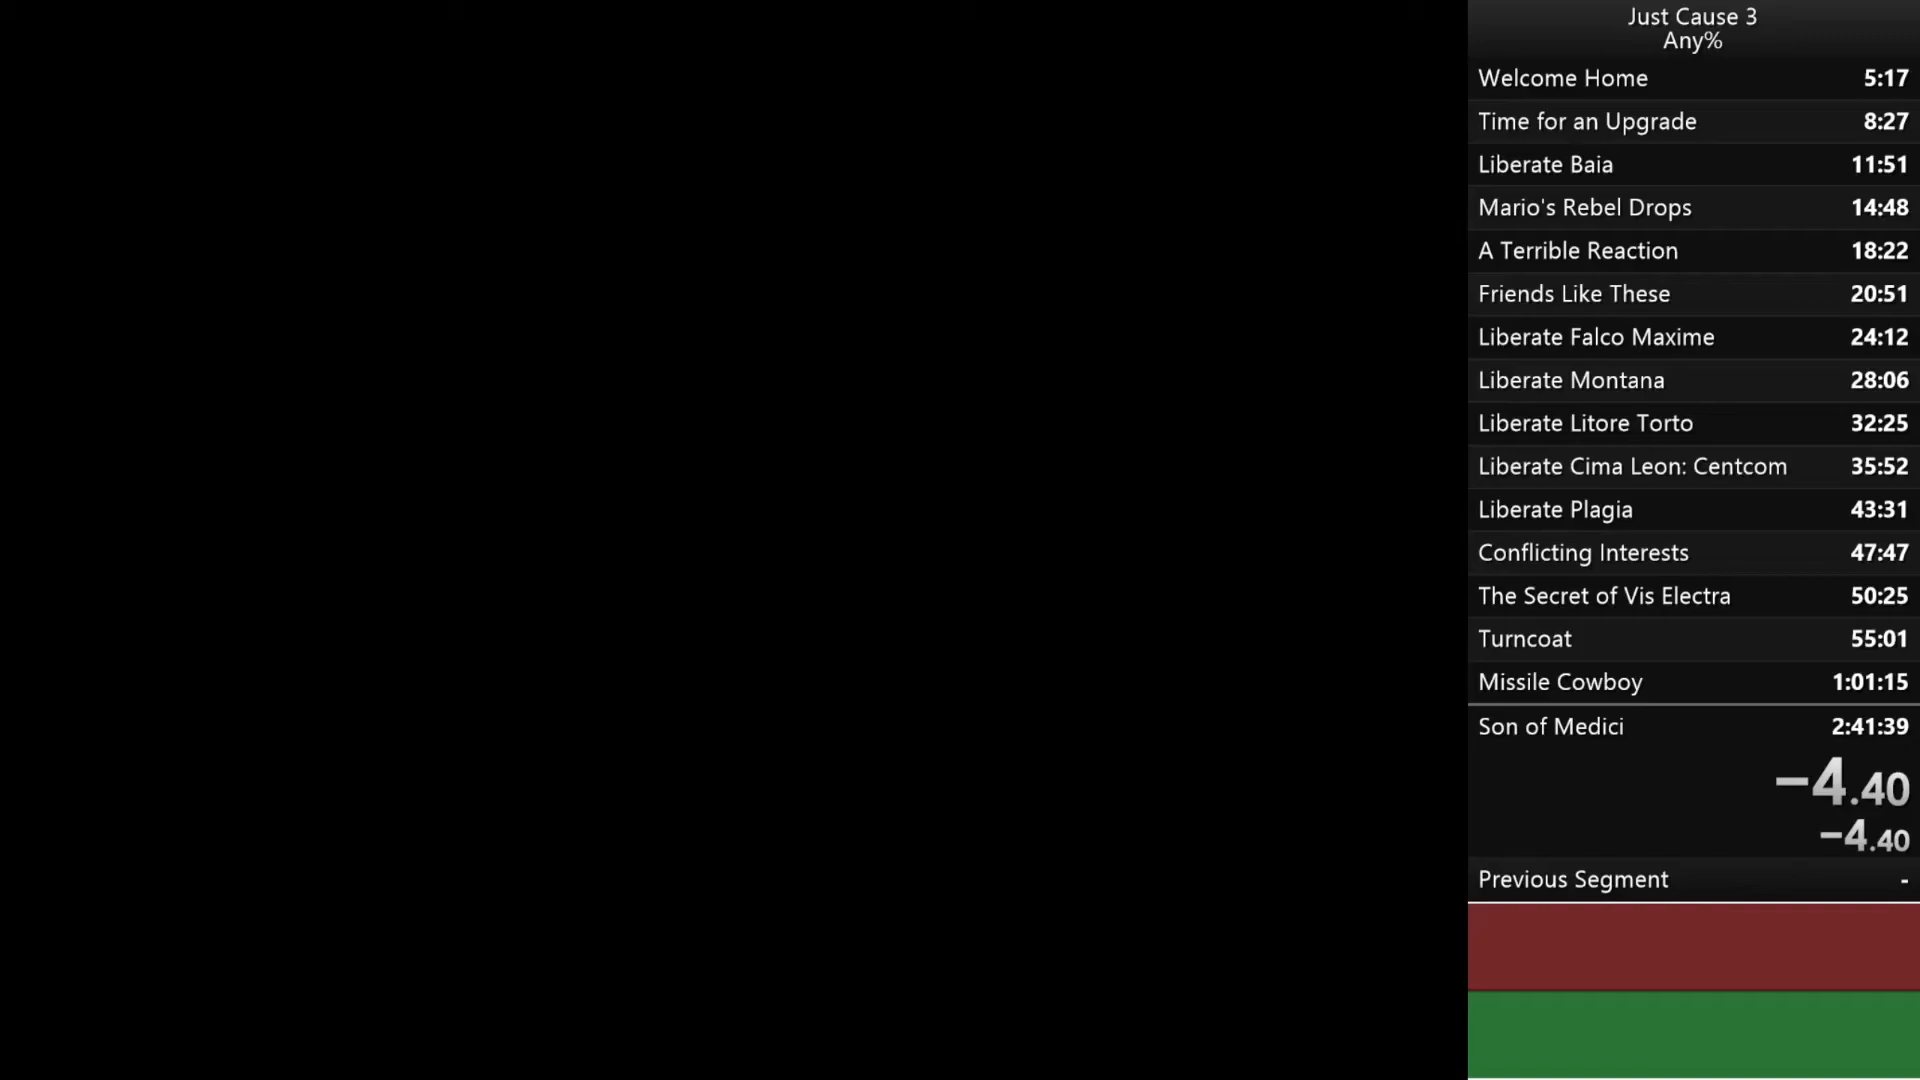 Just Cause 3
Any%
Welcome Home 5:17
Time for an Upgrade 8:27
Liberate Baia 11:51
Mario's Rebel Drops 14:48
A Terrible Reaction 18:22
Friends Like These 20:51
Liberate Falco Maxime 24:12
Liberate Montana 28:06
Liberate Litore Torto 32:25
Liberate Cima Leon: Centcom 35:52
Liberate Plagia 43:31
Conflicting Interests 47:47
The Secret of Vis Electra 50:25
Turncoat 55:01
Missile Cowboy 1:01:15
Son of Medici 2:41:39
−4.40
−4.40
Previous Segment -